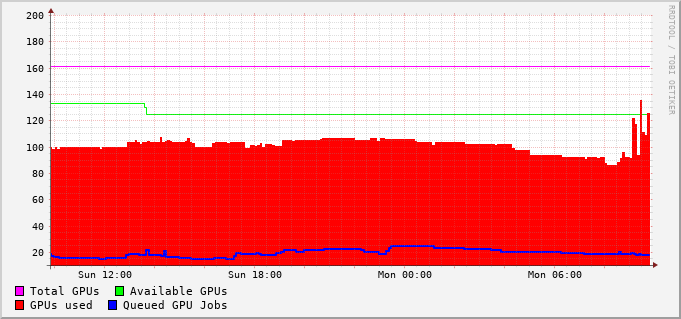 200
180
160
140
120
100
80
60
40
20
Sun 12:00 Sun 18:00 Mon 00:00 Mon 06:00
Total GPUs Available GPUs
GPUs used Queued GPU Jobs
RRDTOOL / TOBI OETIKER